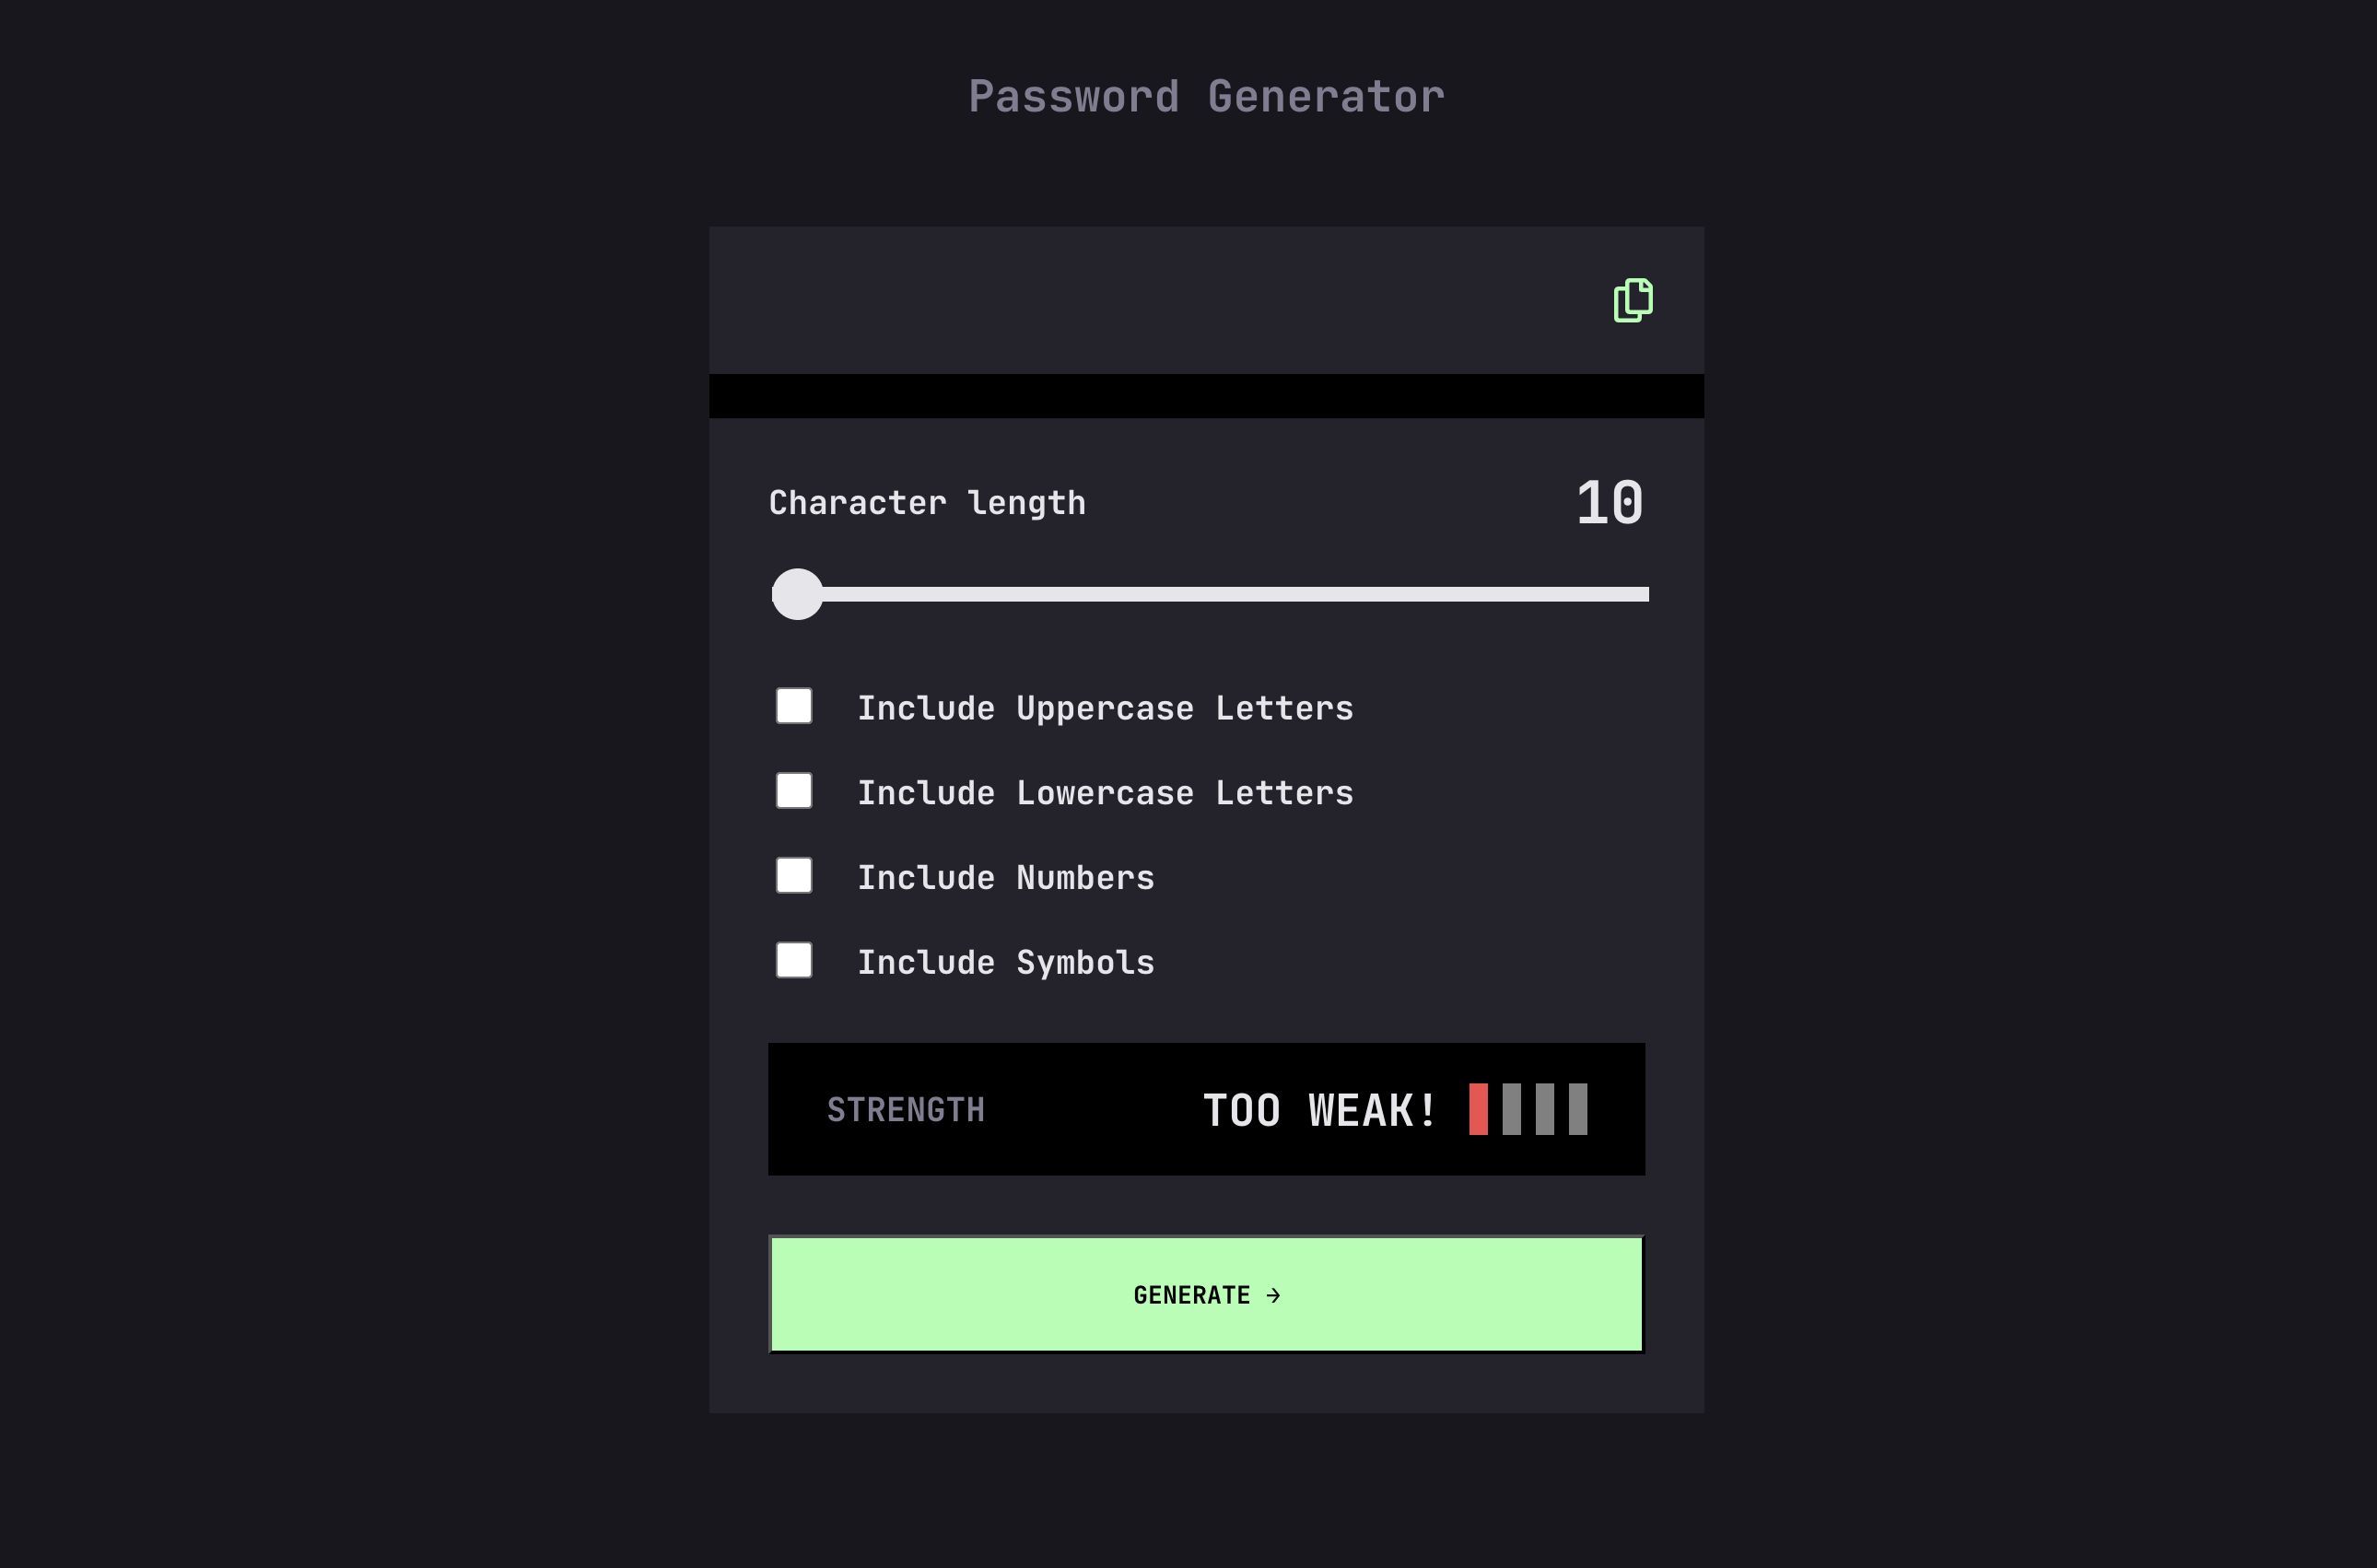 Password Generator
Character length 10
Include Uppercase Letters
Include Lowercase Letters
Include Numbers
Include Symbols
STRENGTH TOO WEAK!
GENERATE →